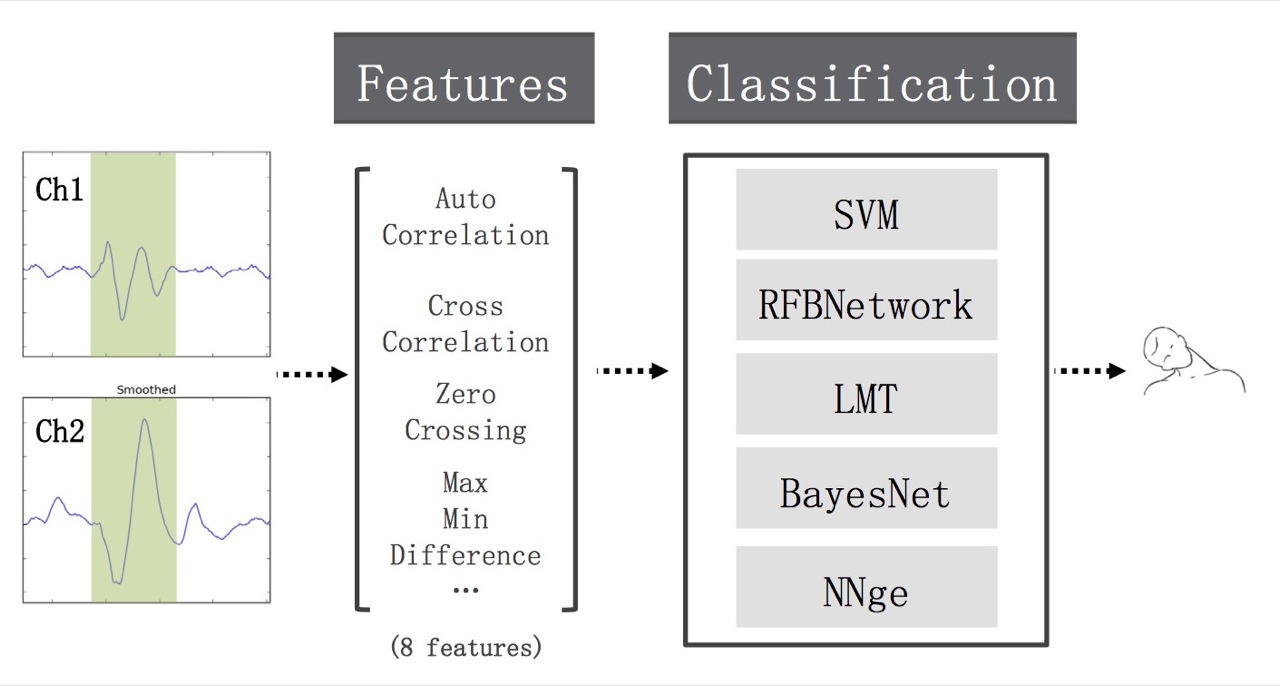 Features
Classification
Ch1
Smoothed
Ch2
Auto
Correlation
Cross
Correlation
Zero
Crossing
Max
Min
Difference
...
(8 features)
SVM
RFBNetwork
LMT
BayesNet
NNge